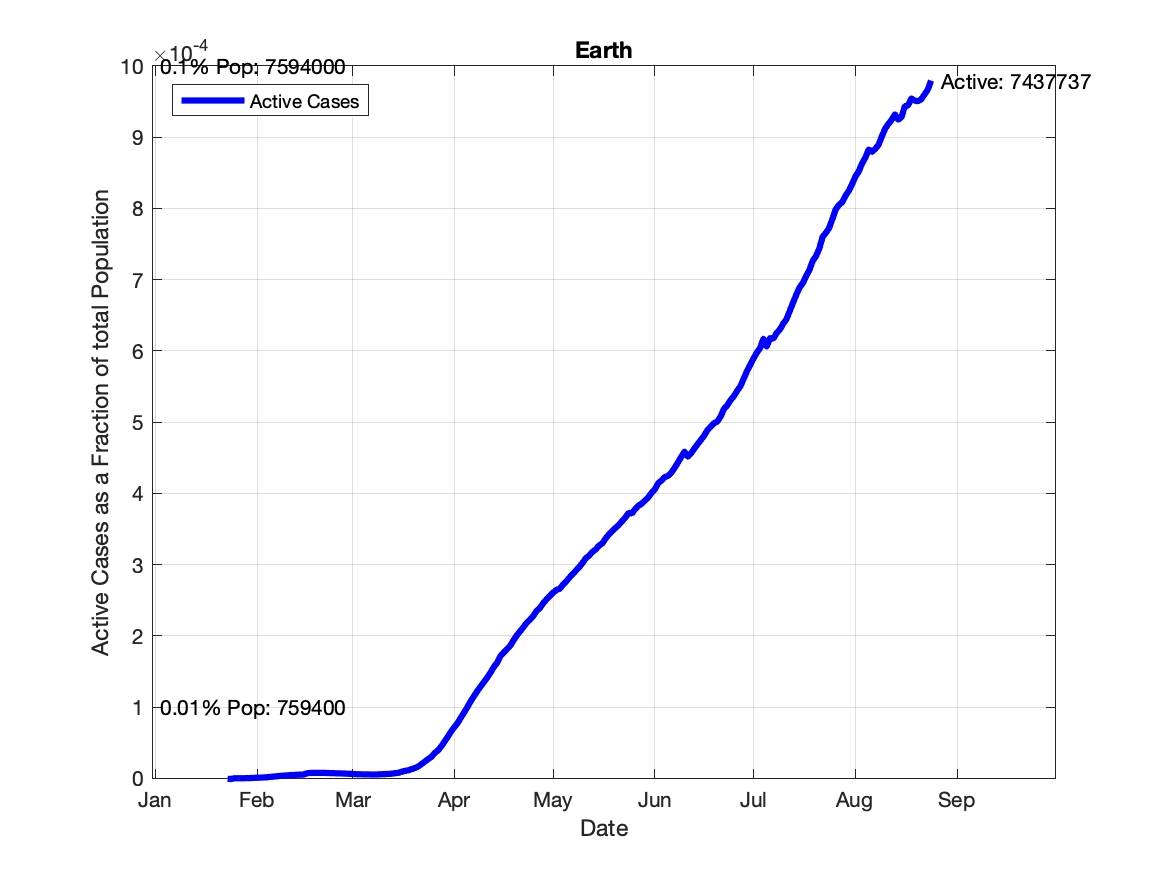 Earth
×10-4
0.1% Pop: 7594000
Active Cases
Active: 7437737
0.01% Pop: 759400
10
9
8
7
6
5
4
3
2
1
0
Active Cases as a Fraction of total Population
Jan Feb Mar Apr May Jun Jul Aug Sep
Date